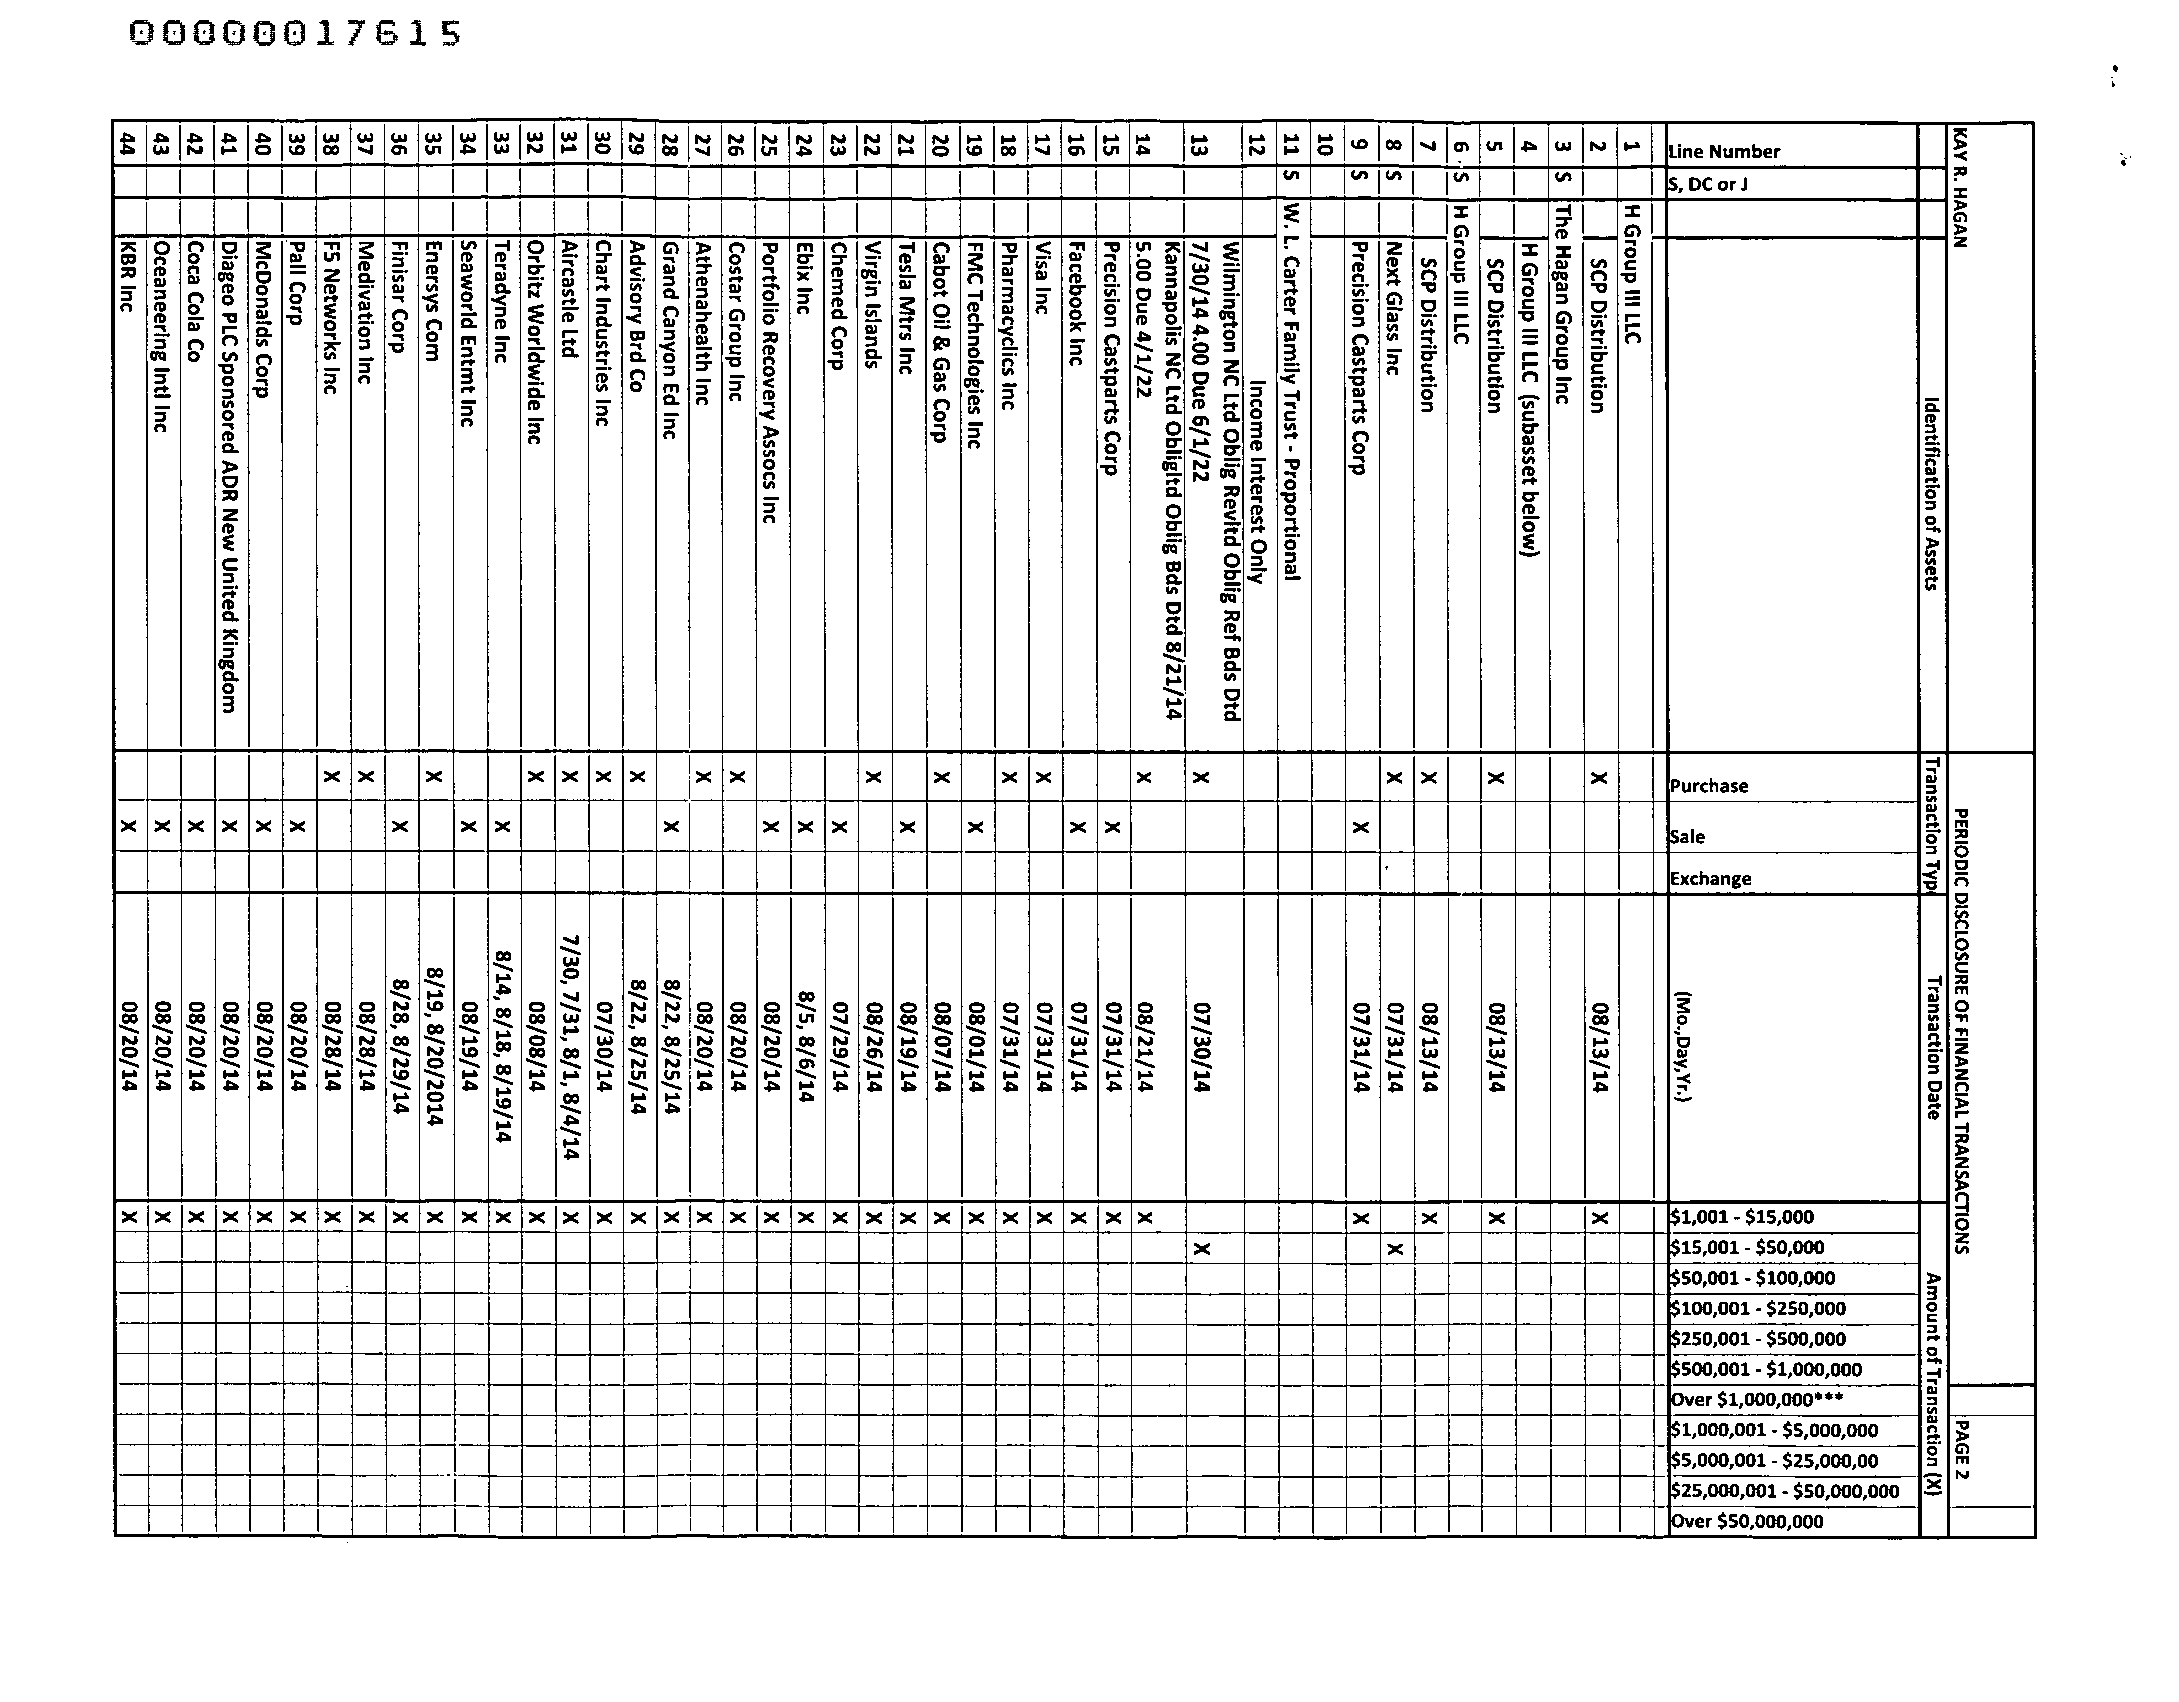 00000017615
KAY R. HAGAN PERIODIC DISCLOSURE OF FINANCIAL TRANSACTIONS PAGE 2
Identification of Assets Transaction Typ Transaction Date Amount of Transaction (X)
Line Number S, DC or J Purchase Sale Exchange (Mo.,Day,Yr.) $1,001 - $15,000 $15,001 - $50,000 $50,001 - $100,000 $100,001 - $250,000 $250,001 - $500,000 $500,001 - $1,000,000 Over $1,000,000*** $1,000,001 - $5,000,000 $5,000,001 - $25,000,00 $25,000,001 - $50,000,000 Over $50,000,000
1 H Group III LLC
2 SCP Distribution X 08/13/14 X
3 S The Hagan Group Inc
4 H Group III LLC (subasset below)
5 SCP Distribution X 08/13/14 X
6 S H Group III LLC
7 SCP Distribution X 08/13/14 X
8 S Next Glass Inc X 07/31/14 X
9 S Precision Castparts Corp X 07/31/14 X
10
11 S W. L. Carter Family Trust - Proportional
12 Income Interest Only
Wilmington NC Ltd Oblig Revltd Oblig Ref Bds Dtd
13 7/30/14 4.00 Due 6/1/22 X 07/30/14 X
Kannapolis NC Ltd Obligltd Oblig Bds Dtd 8/21/14
14 5.00 Due 4/1/22 X 08/21/14 X
15 Precision Castparts Corp X 07/31/14 X
16 Facebook Inc X 07/31/14 X
17 Visa Inc X 07/31/14 X
18 Pharmacyclics Inc X 07/31/14 X
19 FMC Technologies Inc X 08/01/14 X
20 Cabot Oil & Gas Corp X 08/07/14 X
21 Tesla Mtrs Inc X 08/19/14 X
22 Virgin Islands X 08/26/14 X
23 Chemed Corp X 07/29/14 X
24 Ebix Inc X 8/5, 8/6/14 X
25 Portfolio Recovery Assocs Inc X 08/20/14 X
26 Costar Group Inc X 08/20/14 X
27 Athenahealth Inc X 08/20/14 X
28 Grand Canyon Ed Inc X 8/22, 8/25/14 X
29 Advisory Brd Co X 8/22, 8/25/14 X
30 Chart Industries Inc X 07/30/14 X
31 Aircastle Ltd X 7/30, 7/31, 8/1, 8/4/14 X
32 Orbitz Worldwide Inc X 08/08/14 X
33 Teradyne Inc X 8/14, 8/18, 8/19/14 X
34 Seaworld Entmt Inc X 08/19/14 X
35 Enersys Com X 8/19, 8/20/2014 X
36 Finisar Corp X 8/28, 8/29/14 X
37 Medivation Inc X 08/28/14 X
38 F5 Networks Inc X 08/28/14 X
39 Pall Corp X 08/20/14 X
40 McDonalds Corp X 08/20/14 X
41 Diageo PLC Sponsored ADR New United Kingdom X 08/20/14 X
42 Coca Cola Co X 08/20/14 X
43 Oceaneering Intl Inc X 08/20/14 X
44 KBR Inc X 08/20/14 X